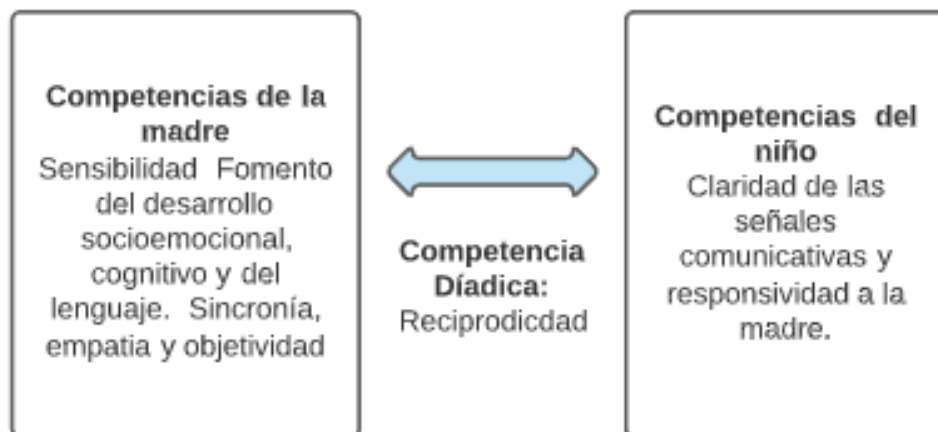 Competencias de la
madre
Sensibilidad Fomento
del desarrollo
socioemocional,
cognitivo y del
lenguaje. Sincronía,
empatia y objetividad
Competencia
Díadica:
Reciprodicdad
Competencias del
niño
Claridad de las
señales
comunicativas y
responsividad a la
madre.